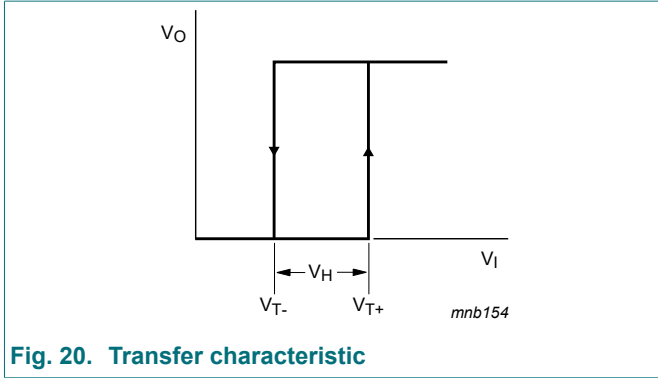 VO
VI
VH
VT-
VT+
mnb154
Fig. 20. Transfer characteristic